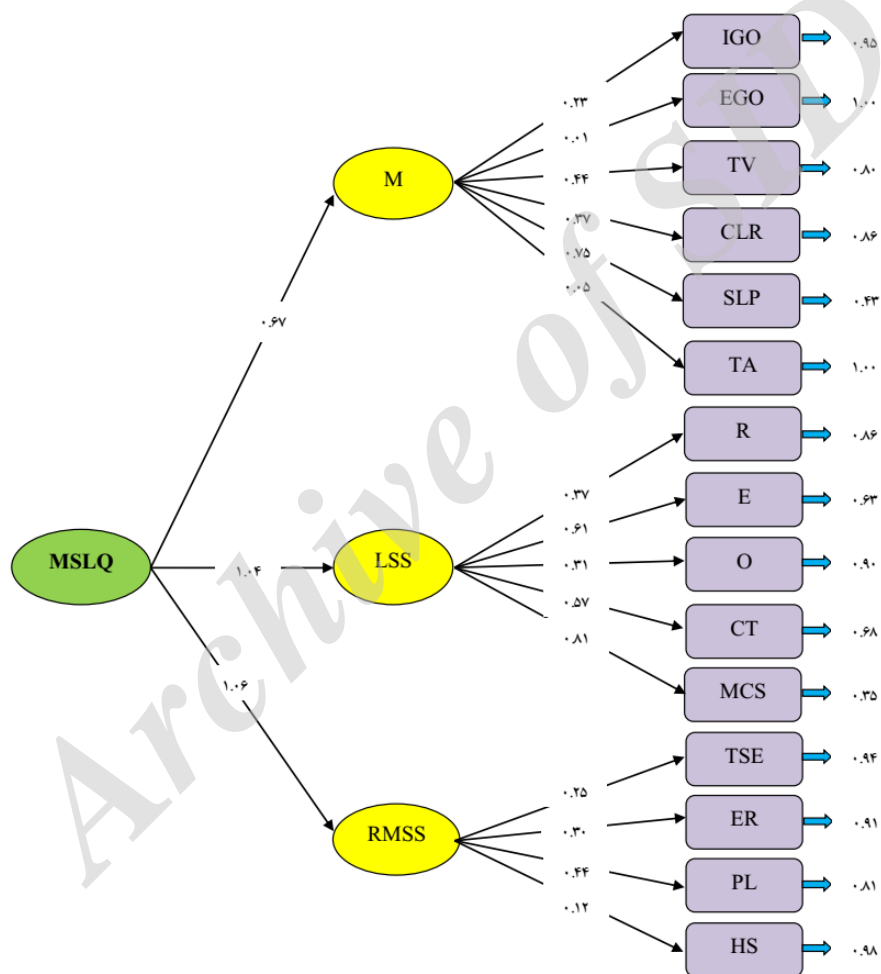 IGO ۰.۹۵
EGO ۱.۰۰
۰.۲۳
۰.۰۱
TV ۰.۸۰
۰.۴۴
M
CLR ۰.۸۶
۰.۳۷
۰.۷۵
SLP ۰.۴۳
۰.۰۵
۰.۶۷
TA ۱.۰۰
R ۰.۸۶
۰.۳۷
E ۰.۶۳
۰.۶۱
۰.۳۱
MSLQ
۱.۰۴
LSS
O ۰.۹۰
۰.۵۷
CT ۰.۶۸
۰.۸۱
MCS ۰.۳۵
۱.۰۶
TSE ۰.۹۴
۰.۲۵
ER ۰.۹۱
۰.۳۰
RMSS
۰.۴۴
PL ۰.۸۱
۰.۱۲
HS ۰.۹۸
Archive of SID